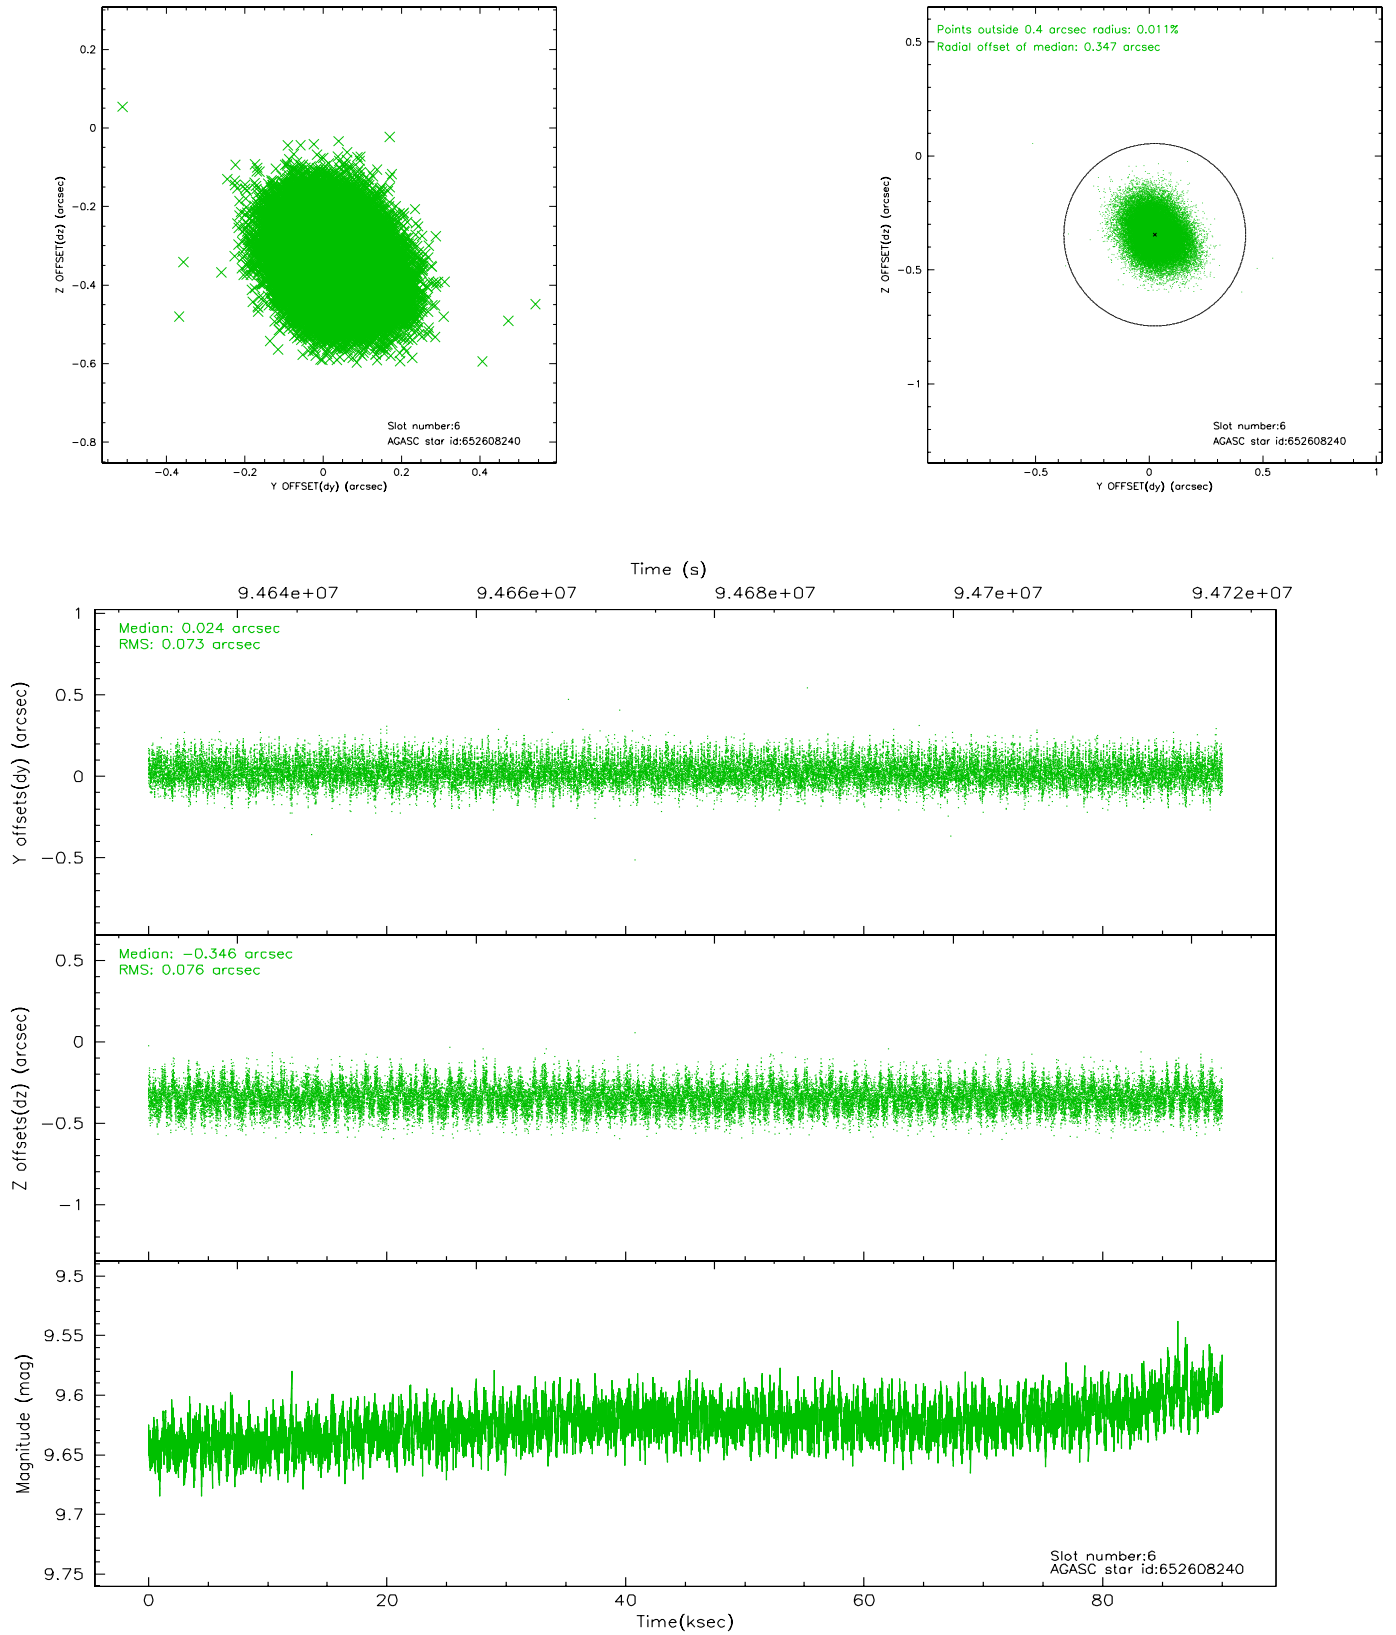 0.2
0
−0.2
−0.4
−0.6
−0.8
Z OFFSET(dz) (arcsec)
−0.4 −0.2 0 0.2 0.4
Y OFFSET(dy) (arcsec)
Slot number:6
AGASC star id:652608240
Points outside 0.4 arcsec radius: 0.011%
Radial offset of median: 0.347 arcsec
0.5
0
−0.5
−1
Z OFFSET(dz) (arcsec)
−0.5 0 0.5 1
Y OFFSET(dy) (arcsec)
Slot number:6
AGASC star id:652608240
Time (s)
9.464e+07 9.466e+07 9.468e+07 9.47e+07 9.472e+07
Median: 0.024 arcsec
RMS: 0.073 arcsec
1
0.5
0
−0.5
Y offsets(dy) (arcsec)
Median: −0.346 arcsec
RMS: 0.076 arcsec
0.5
0
−0.5
−1
Z offsets(dz) (arcsec)
9.5
9.55
9.6
9.65
9.7
9.75
Magnitude (mag)
Slot number:6
AGASC star id:652608240
0 20 40 60 80
Time(ksec)